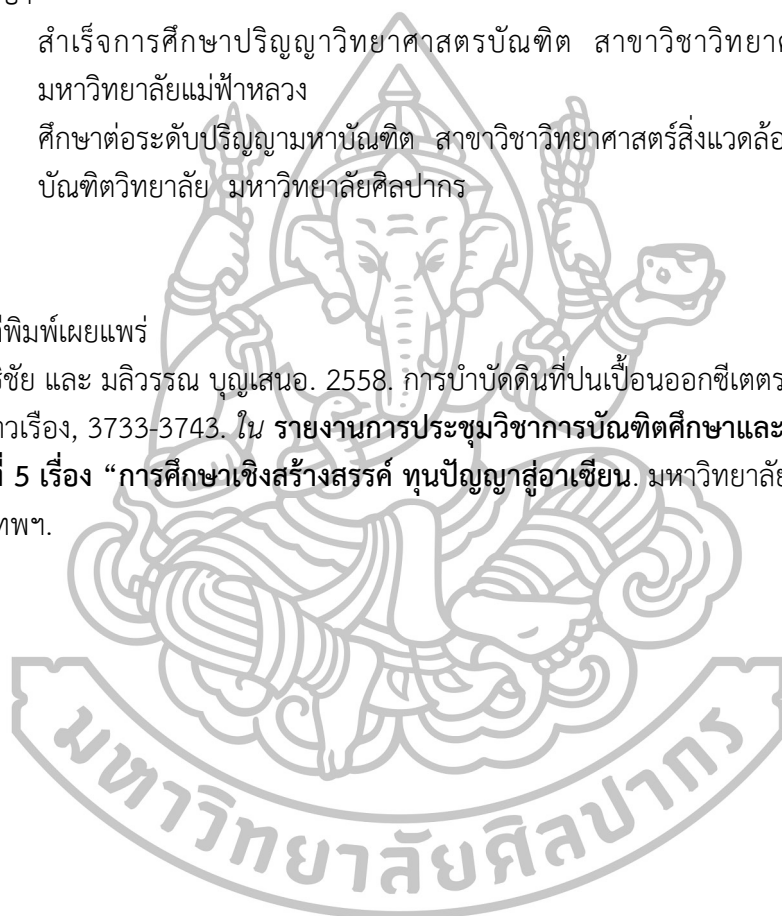 สำเร็จการศึกษาปริญญาวิทยาศาสตรบัณฑิต สาขาวิชาวิทยา
มหาวิทยาลัยแม่ฟ้าหลวง
ศึกษาต่อระดับปริญญามหาบัณฑิต สาขาวิชาวิทยาศาสตร์สิ่งแวดล้อ
บัณฑิตวิทยาลัย มหาวิทยาลัยศิลปากร
พิมพ์เผยแพร่
ชัย และ มลิวรรณ บุญเสนอ. 2558. การบำบัดดินที่ปนเปื้อนออกซีเตตร
าวเรือง, 3733-3743. ใน รายงานการประชุมวิชาการบัณฑิตศึกษาและ
ที่ 5 เรื่อง “การศึกษาเชิงสร้างสรรค์ ทุนปัญญาสู่อาเซียน. มหาวิทยาลัย
ทพฯ.
มหาวิทยาลัยศิลปากร